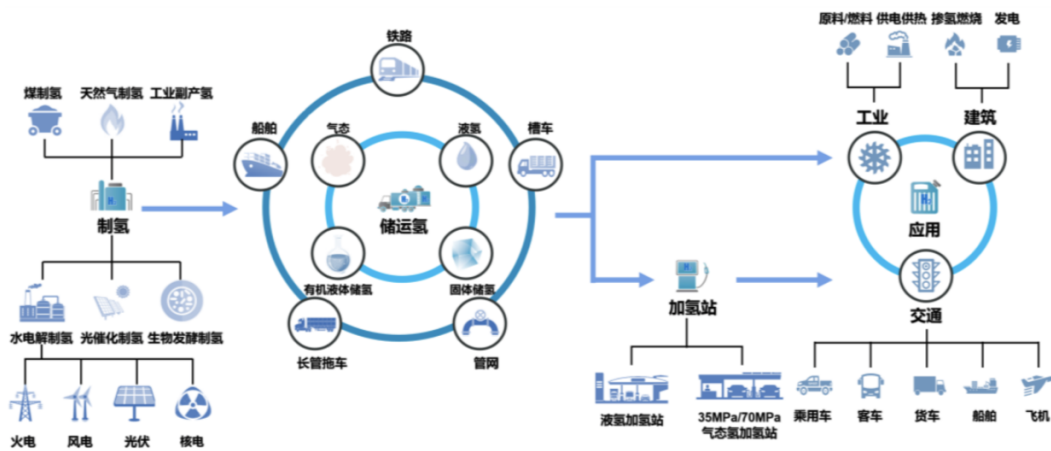 煤制氢
天然气制氢
工业副产氢
制氢
水电解制氢
光催化制氢
生物发酵制氢
火电
风电
光伏
核电
铁路
船舶
气态
液氢
槽车
储运氢
有机液体储氢
固体储氢
长管拖车
管网
加氢站
液氢加氢站
35MPa/70MPa
气态氢加氢站
原料/燃料
供电供热
掺氢燃烧
发电
工业
建筑
应用
交通
乘用车
客车
货车
船舶
飞机